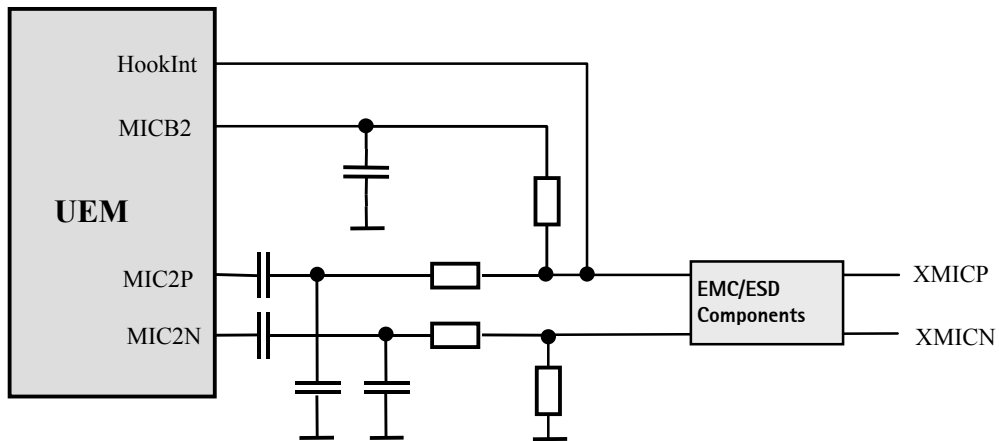 HookInt
MICB2
UEM
MIC2P
MIC2N
EMC/ESD
Components
XMICP
XMICN